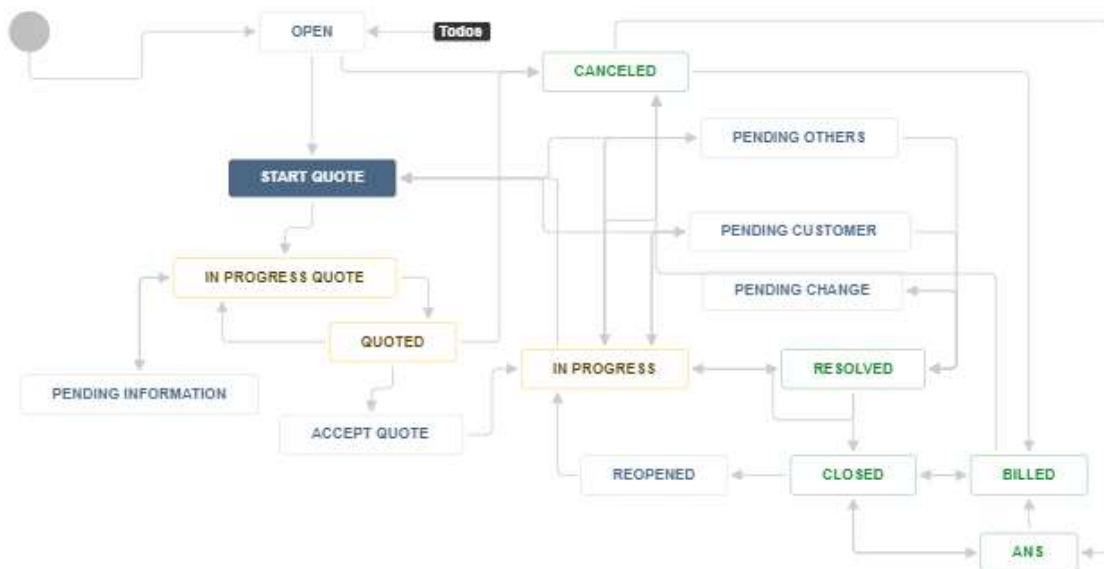 OPEN
Todos
CANCELED
PENDING OTHERS
START QUOTE
PENDING CUSTOMER
IN PROGRESS QUOTE
PENDING CHANGE
QUOTED
IN PROGRESS
RESOLVED
PENDING INFORMATION
ACCEPT QUOTE
REOPENED
CLOSED
BILLED
ANS